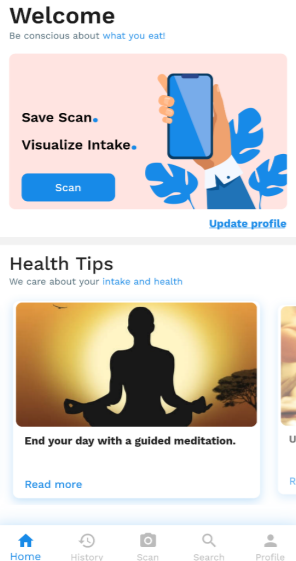 Welcome
Be conscious about what you eat!
Save Scan.
Visualize Intake.
Scan
Update profile
Health Tips
We care about your intake and health
End your day with a guided meditation.
Read more
Home
History
Scan
Search
Profile